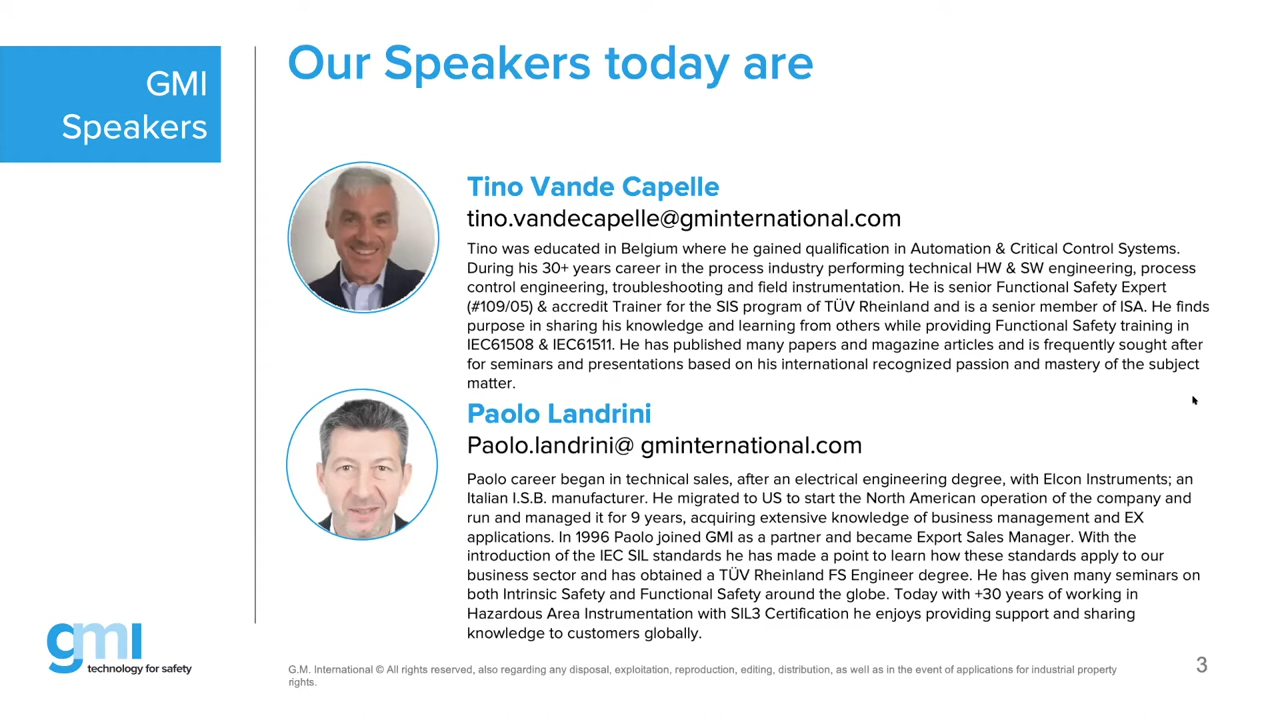 GMI
Speakers
Our Speakers today are
Tino Vande Capelle
tino.vandecapelle@gminternational.com
Tino was educated in Belgium where he gained qualification in Automation & Critical Control Systems.
During his 30+ years career in the process industry performing technical HW & SW engineering, process
control engineering, troubleshooting and field instrumentation. He is senior Functional Safety Expert
(#109/05) & accredit Trainer for the SIS program of TÜV Rheinland and is a senior member of ISA. He finds
purpose in sharing his knowledge and learning from others while providing Functional Safety training in
IEC61508 & IEC61511. He has published many papers and magazine articles and is frequently sought after
for seminars and presentations based on his international recognized passion and mastery of the subject
matter.
Paolo Landrini
Paolo.landrini@ gminternational.com
Paolo career began in technical sales, after an electrical engineering degree, with Elcon Instruments; an
Italian I.S.B. manufacturer. He migrated to US to start the North American operation of the company and
run and managed it for 9 years, acquiring extensive knowledge of business management and EX
applications. In 1996 Paolo joined GMI as a partner and became Export Sales Manager. With the
introduction of the IEC SIL standards he has made a point to learn how these standards apply to our
business sector and has obtained a TÜV Rheinland FS Engineer degree. He has given many seminars on
both Intrinsic Safety and Functional Safety around the globe. Today with +30 years of working in
Hazardous Area Instrumentation with SIL3 Certification he enjoys providing support and sharing
knowledge to customers globally.
gmi
technology for safety
G.M. International © All rights reserved, also regarding any disposal, exploitation, reproduction, editing, distribution, as well as in the event of applications for industrial property
rights.
3